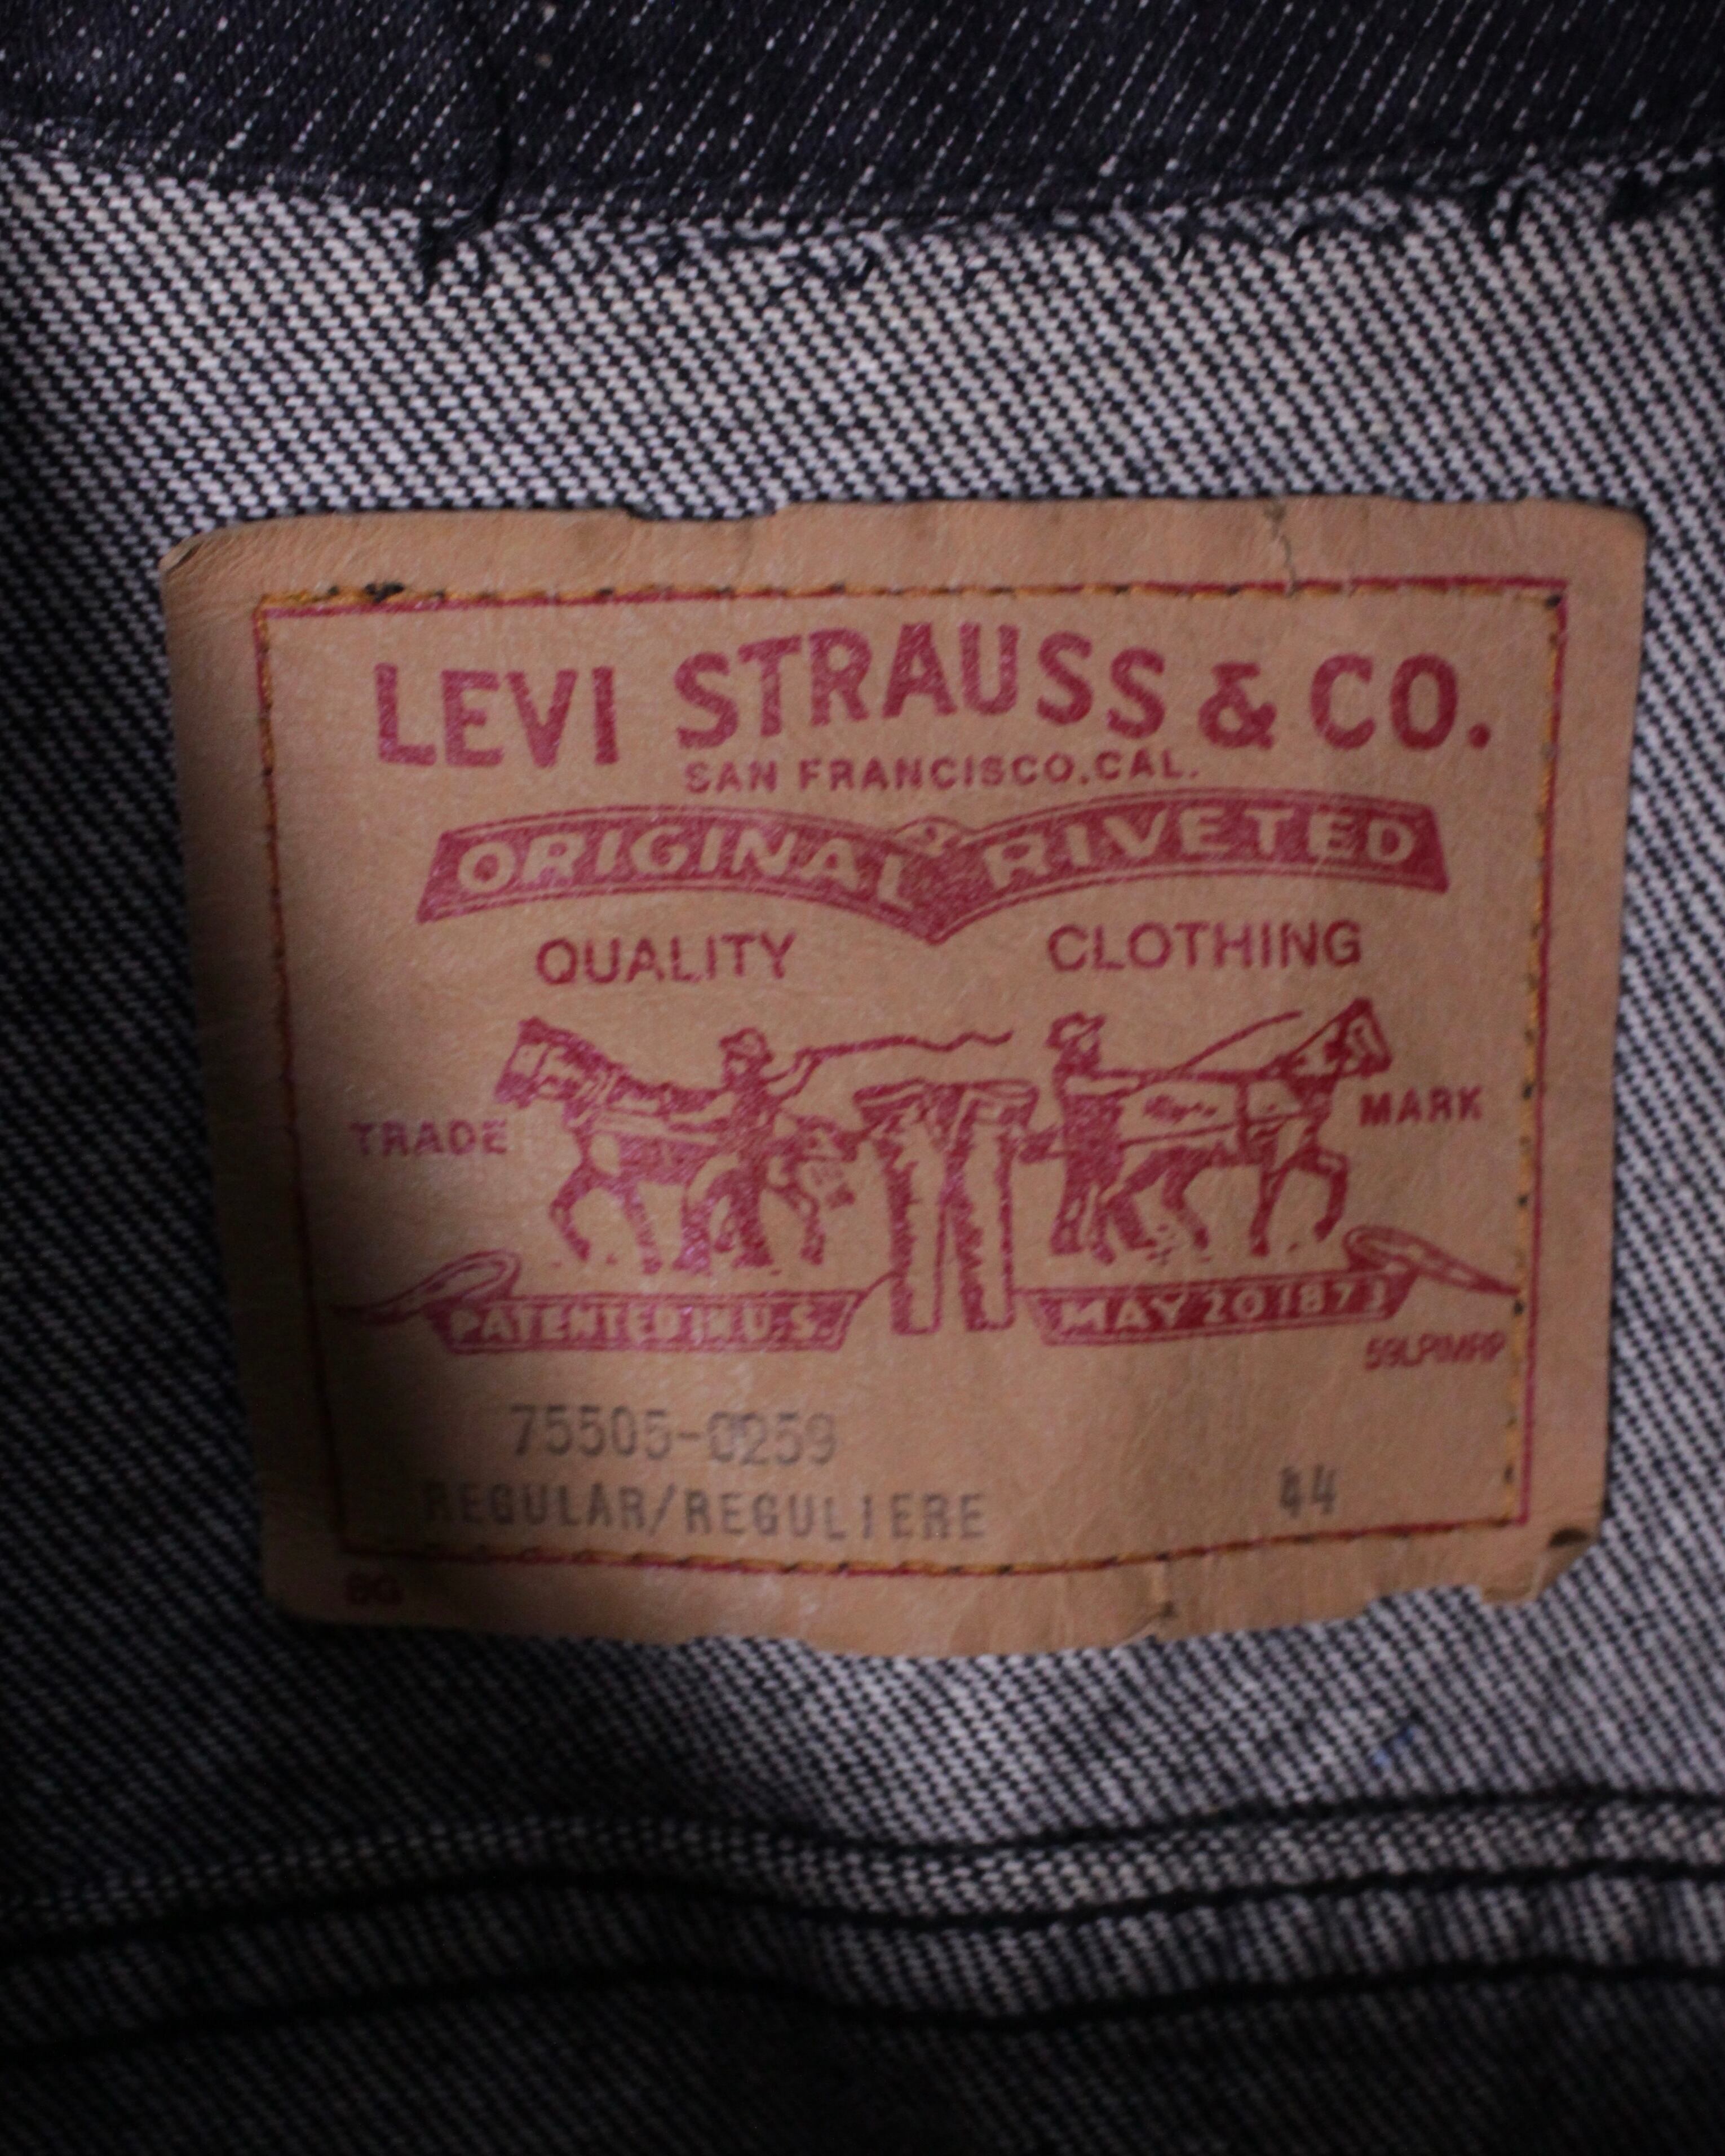 LEVI STRAUSS & CO.
SAN FRANCISCO, CAL.
ORIGINAL RIVETED
QUALITY CLOTHING
TRADE MARK
PATENTED IN U.S. MAY 20 1873
75505-0259
REGULAR/REGULIERE 44